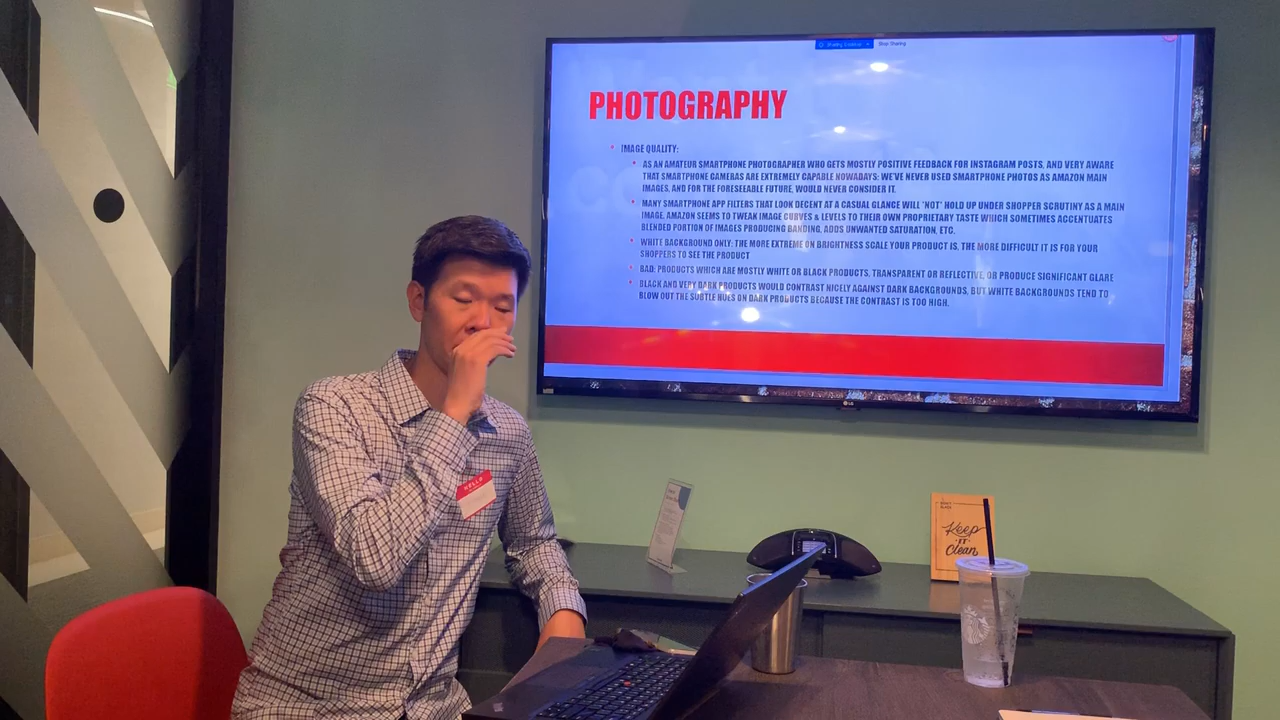 Stop Sharing
PHOTOGRAPHY
IMAGE QUALITY:
AS AN AMATEUR SMARTPHONE PHOTOGRAPHER WHO GETS MOSTLY POSITIVE FEEDBACK FOR INSTAGRAM POSTS, AND VERY AWARE
THAT SMARTPHONE CAMERAS ARE EXTREMELY CAPABLE NOWADAYS; WE'VE NEVER USED SMARTPHONE PHOTOS AS AMAZON MAIN
IMAGES, AND FOR THE FORESEEABLE FUTURE, WOULD NEVER CONSIDER IT.
MANY SMARTPHONE APP FILTERS THAT LOOK DECENT AT A CASUAL GLANCE WILL *NOT* HOLD UP UNDER SHOPPER SCRUTINY AS A MAIN
IMAGE. AMAZON SEEMS TO TWEAK IMAGE CURVES & LEVELS TO THEIR OWN PROPRIETARY TASTE WHICH SOMETIMES ACCENTUATES
BLENDED PORTION OF IMAGES PRODUCING BANDING, ADDS UNWANTED SATURATION, ETC.
WHITE BACKGROUND ONLY: THE MORE EXTREME ON BRIGHTNESS SCALE YOUR PRODUCT IS, THE MORE DIFFICULT IT IS FOR YOUR
SHOPPERS TO SEE THE PRODUCT
BAD: PRODUCTS WHICH ARE MOSTLY WHITE OR BLACK PRODUCTS, TRANSPARENT OR REFLECTIVE, OR PRODUCE SIGNIFICANT GLARE
BLACK AND VERY DARK PRODUCTS WOULD CONTRAST NICELY AGAINST DARK BACKGROUNDS, BUT WHITE BACKGROUNDS TEND TO
BLOW OUT THE SUBTLE HUES ON DARK PRODUCTS BECAUSE THE CONTRAST IS TOO HIGH.
LG
HELLO
Keep
IT
Clean